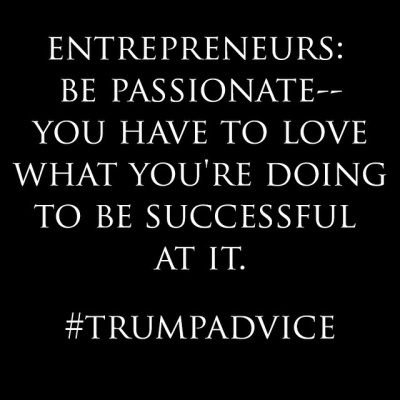 ENTREPRENEURS:
BE PASSIONATE--
YOU HAVE TO LOVE
WHAT YOU'RE DOING
TO BE SUCCESSFUL
AT IT.
#TRUMPADVICE